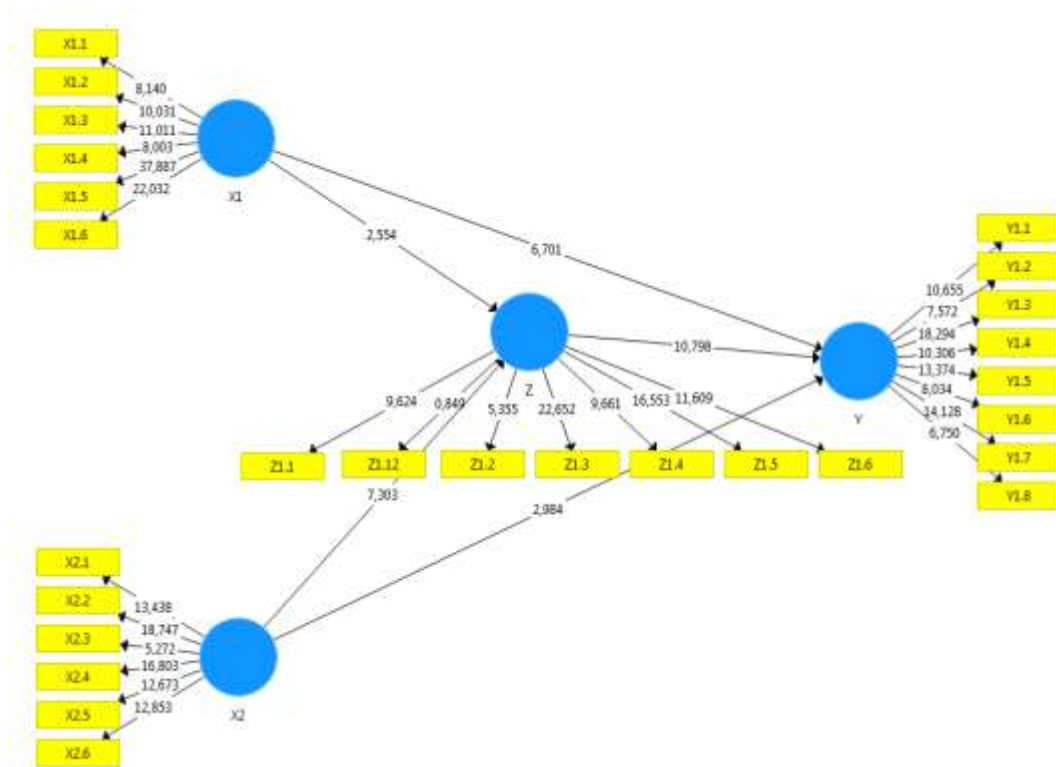 X1.1
X1.2
X1.3
X1.4
X1.5
X1.6
8,140
10,031
11,011
8,003
37,887
22,032
X1
2,554
6,701
Y1.1
Y1.2
Y1.3
Y1.4
Y1.5
Y1.6
Y1.7
Y1.8
10,655
7,572
18,294
10,306
13,374
8,034
14,128
6,750
Y
10,798
Z
9,624
0,849
5,355
22,652
9,661
16,553
11,609
Z1.1
Z1.12
Z1.2
Z1.3
Z1.4
Z1.5
Z1.6
7,303
2,984
X2.1
X2.2
X2.3
X2.4
X2.5
X2.6
13,438
18,747
5,272
16,803
12,673
12,853
X2